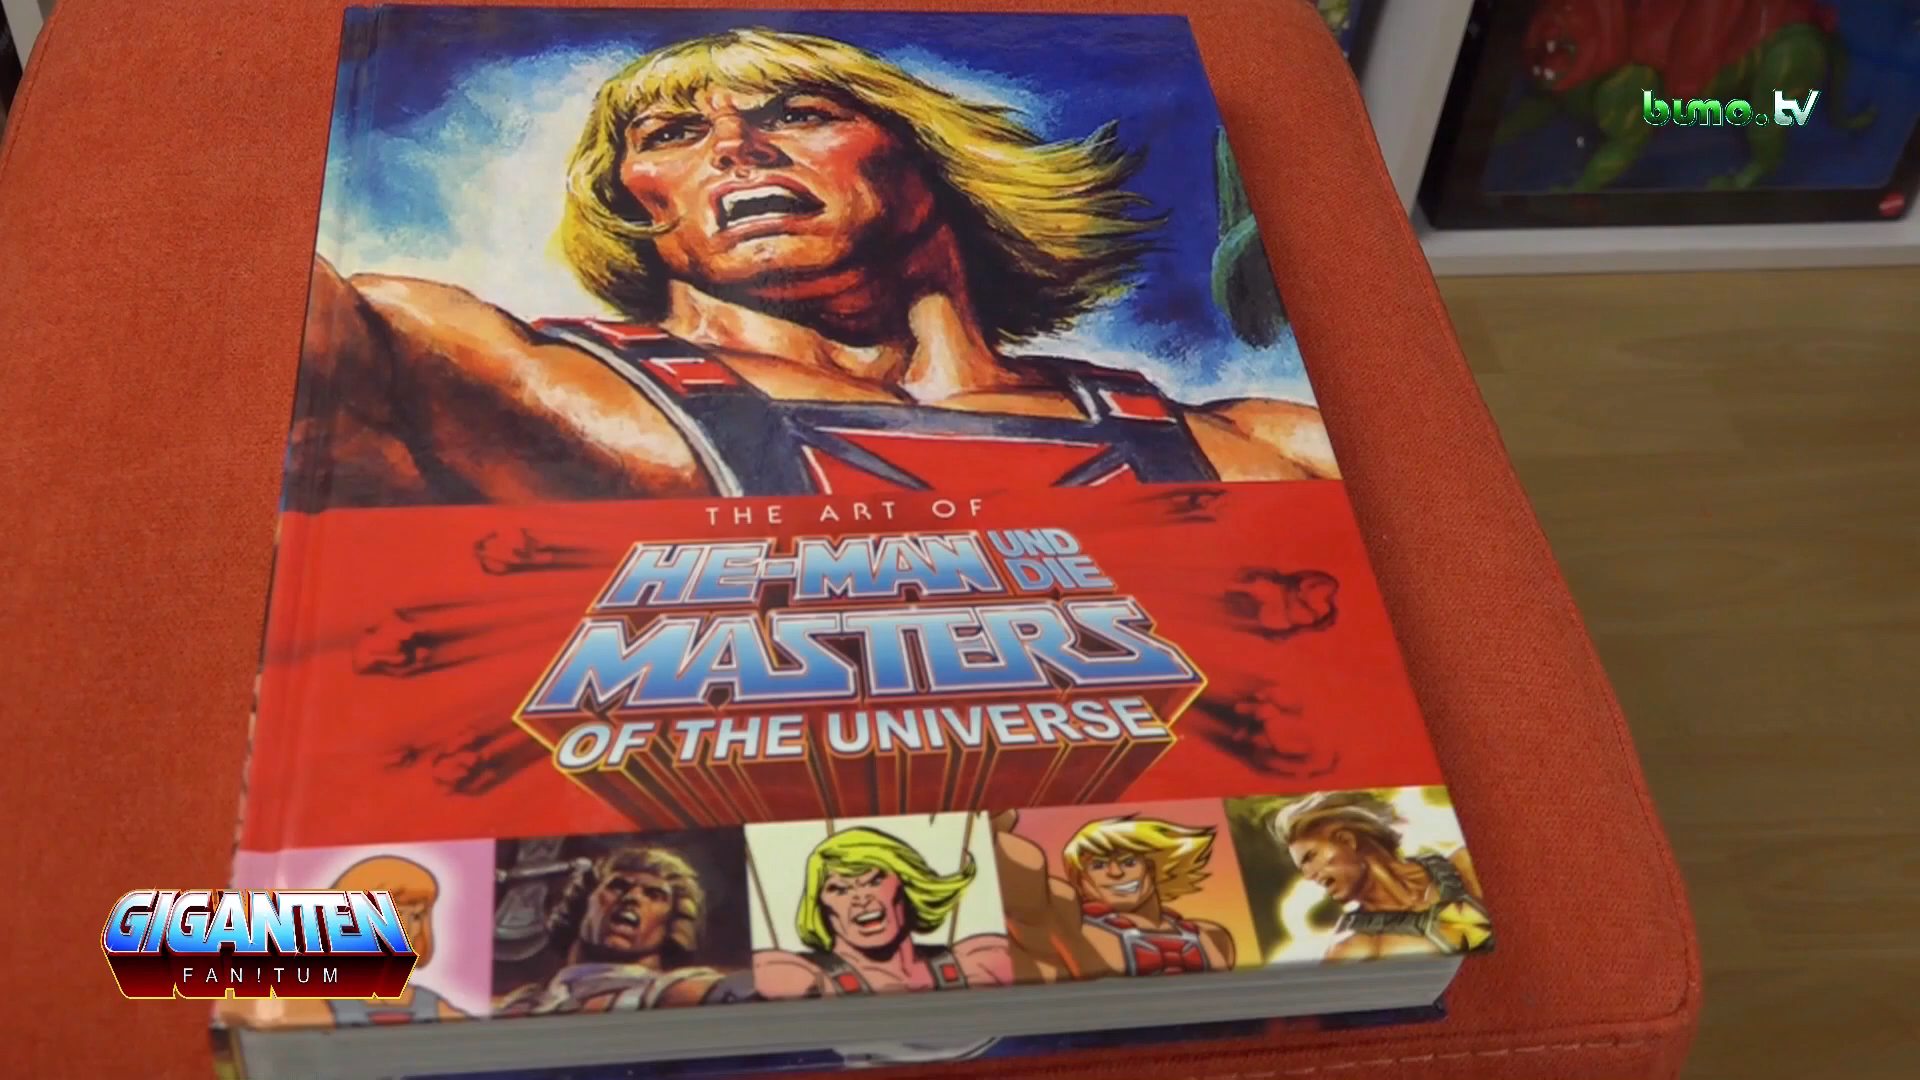 bumo.tv
THE ART OF
HE-MAN UND
DIE
MASTERS
OF THE UNIVERSE
GIGANTEN
FAN!TUM